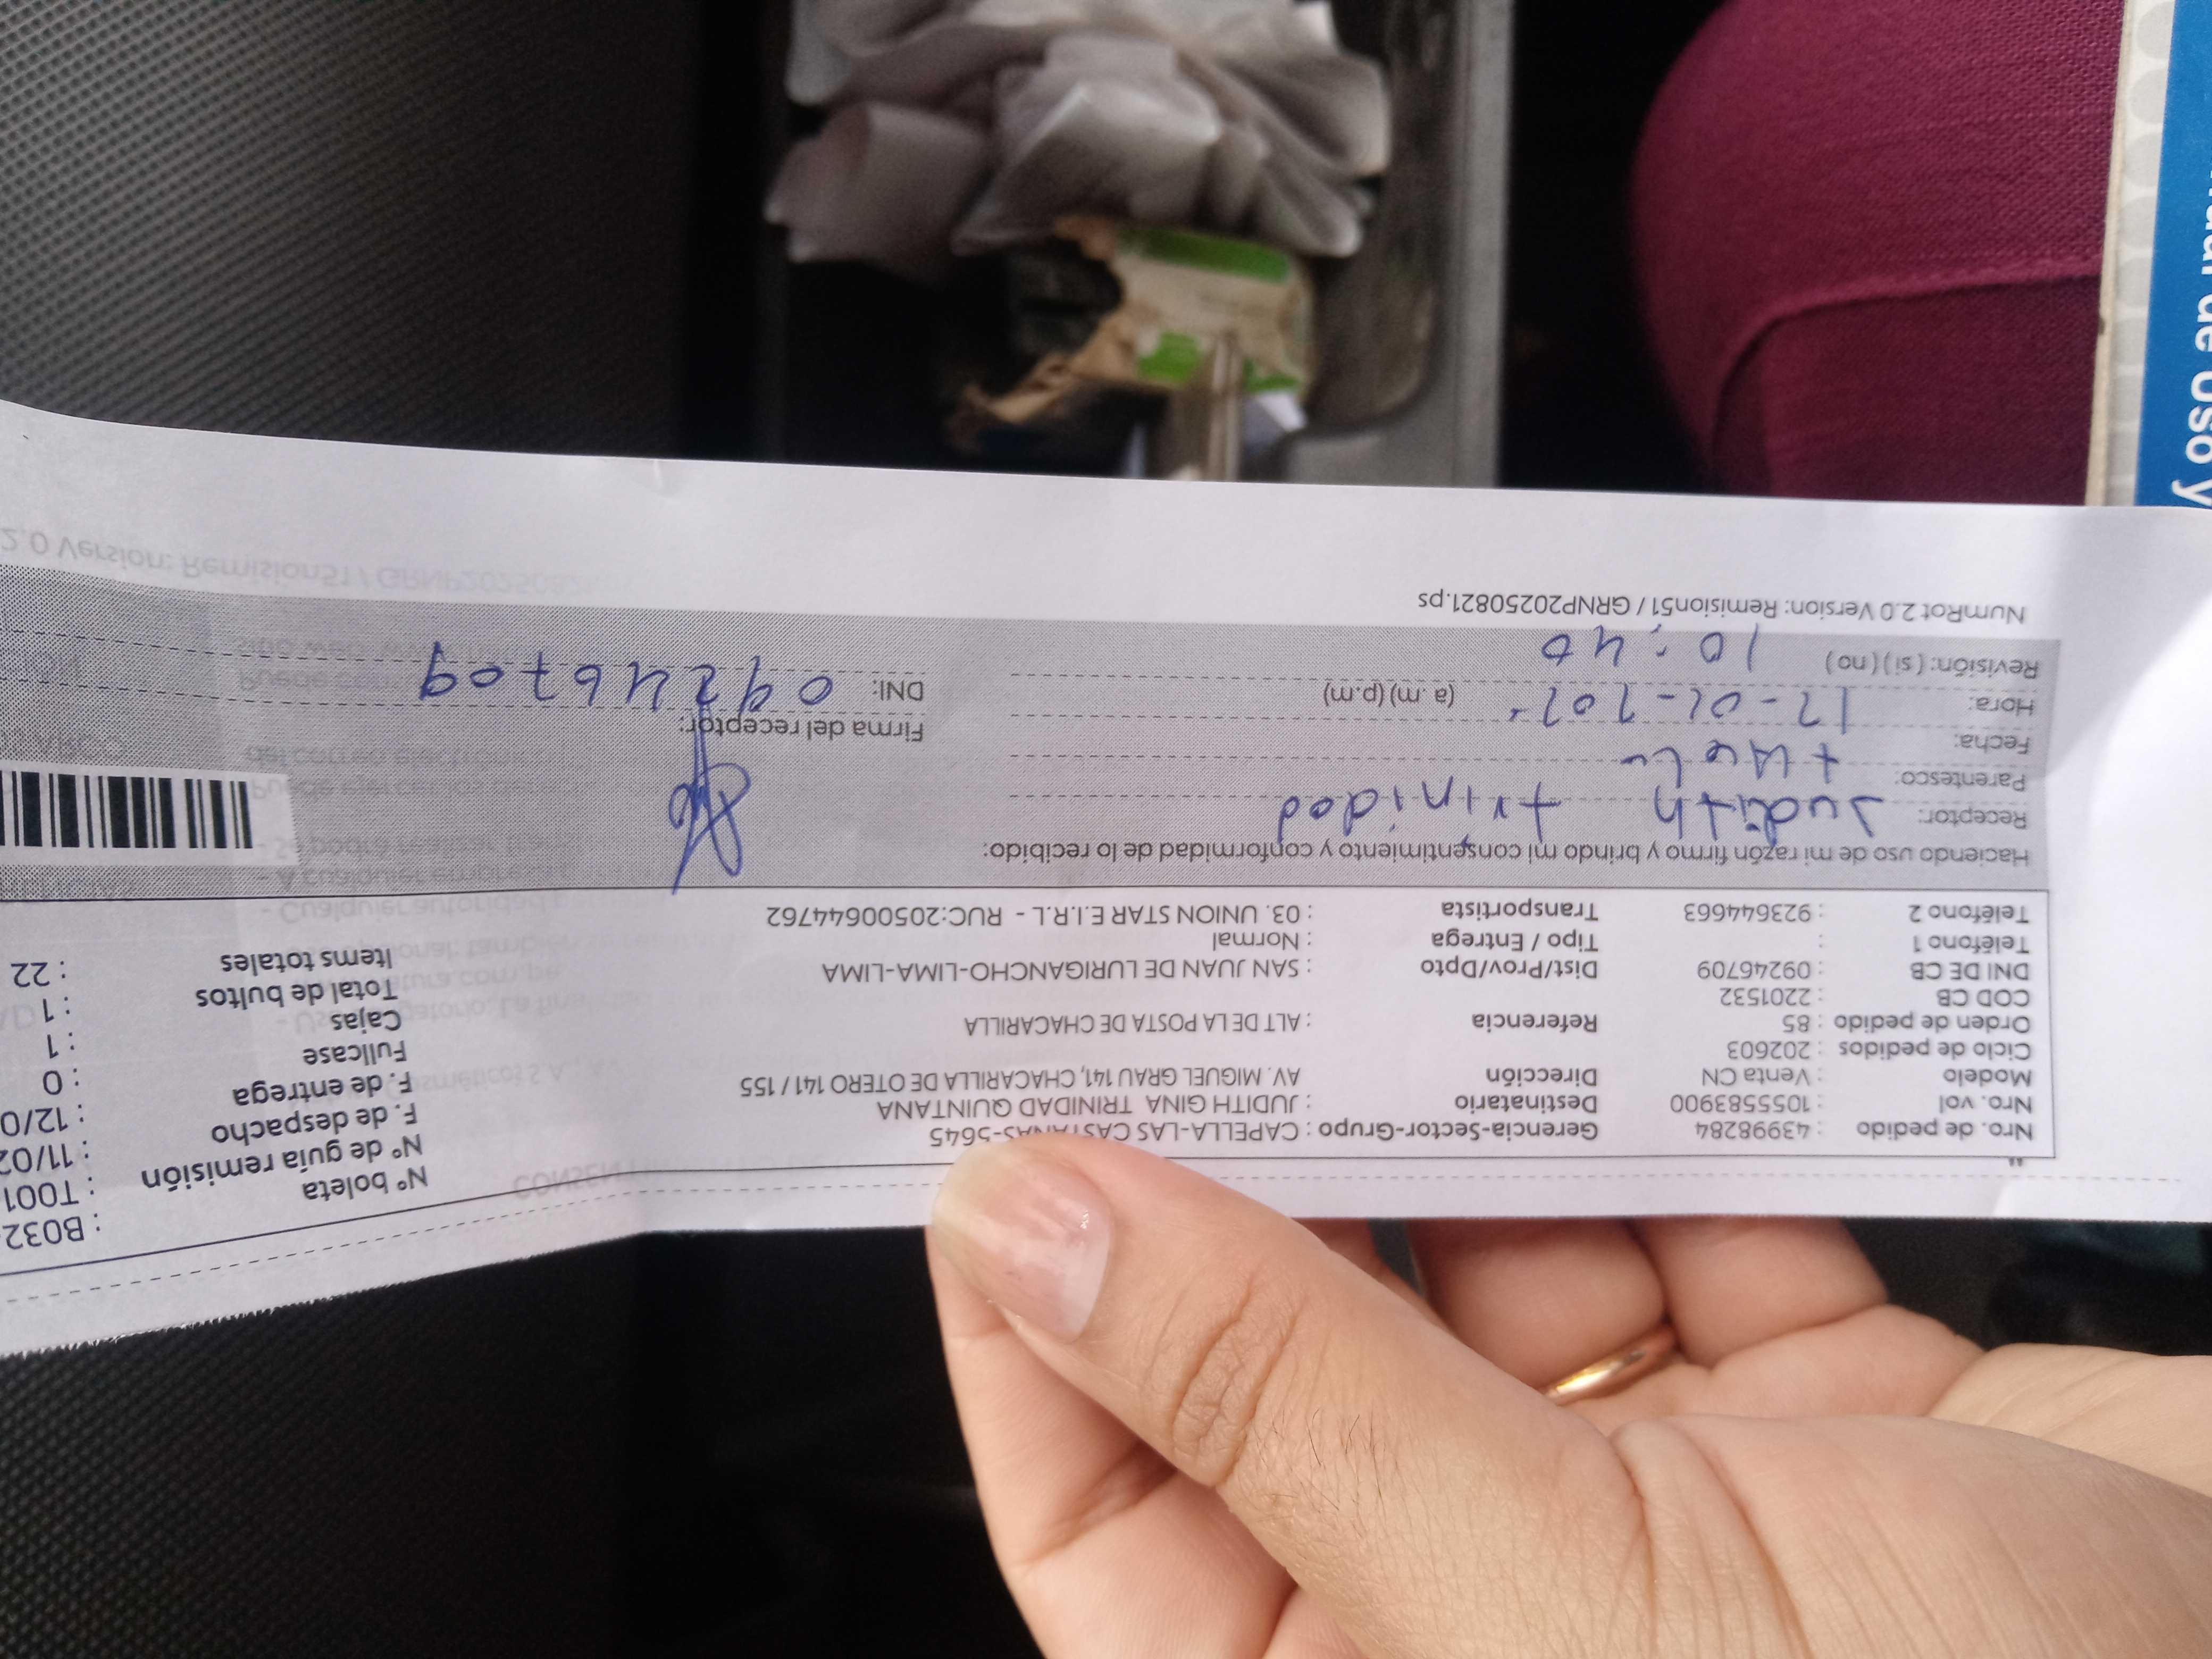 Nro. de pedido : 43998284 Gerencia-Sector-Grupo : CAPELLA-LAS CASTANAS-5645
Nro. vol : 1055583900 Destinatario : JUDITH GINA TRINIDAD QUINTANA
Modelo : Venta CN Dirección AV. MIGUEL GRAU 141, CHACARILLA DE OTERO 141 / 155
Ciclo de pedidos : 202603
Orden de pedido : 85 Referencia : ALT DE LA POSTA DE CHACARILLA
COD CB : 2201532
DNI DE CB : 09246709 Dist/Prov/Dpto : SAN JUAN DE LURIGANCHO-LIMA-LIMA
Teléfono 1 : Tipo / Entrega : Normal
Teléfono 2 : 923644663 Transportista : 03. UNION STAR E.I.R.L - RUC:20500644762
Nº boleta : B032
Nº de guía remisión : T001
F. de despacho : 11/02
F. de entrega : 12/0
Fullcase : 0
Cajas : 1
Total de bultos : 1
Items totales : 22
Haciendo uso de mi razón firmo y brindo mi consentimiento y conformidad de lo recibido:
Receptor: Judith trinidad
Parentesco:
Fecha:
Hora: (a.m) (p.m)
Revisión: (si) (no) 10:40
Firma del receptor:
DNI: 09246709
NumRot 2.0 Version: Remision51 / GRNP20250821.ps
ual de uso y